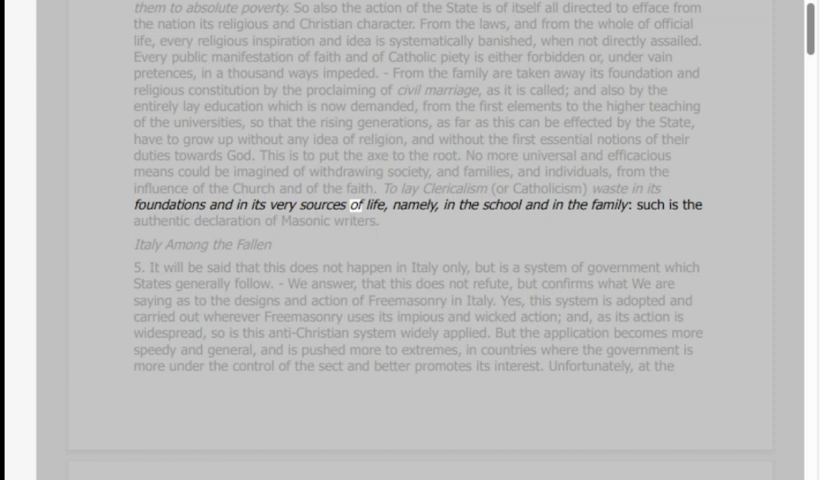 them to absolute poverty. So also the action of the State is of itself all directed to efface from
the nation its religious and Christian character. From the laws, and from the whole of official
life, every religious inspiration and idea is systematically banished, when not directly assailed.
Every public manifestation of faith and of Catholic piety is either forbidden or, under vain
pretences, in a thousand ways impeded. - From the family are taken away its foundation and
religious constitution by the proclaiming of civil marriage, as it is called; and also by the
entirely lay education which is now demanded, from the first elements to the higher teaching
of the universities, so that the rising generations, as far as this can be effected by the State,
have to grow up without any idea of religion, and without the first essential notions of their
duties towards God. This is to put the axe to the root. No more universal and efficacious
means could be imagined of withdrawing society, and families, and individuals, from the
influence of the Church and of the faith. To lay Clericalism (or Catholicism) waste in its
foundations and in its very sources of life, namely, in the school and in the family: such is the
authentic declaration of Masonic writers.
Italy Among the Fallen
5. It will be said that this does not happen in Italy only, but is a system of government which
States generally follow. - We answer, that this does not refute, but confirms what We are
saying as to the designs and action of Freemasonry in Italy. Yes, this system is adopted and
carried out wherever Freemasonry uses its impious and wicked action; and, as its action is
widespread, so is this anti-Christian system widely applied. But the application becomes more
speedy and general, and is pushed more to extremes, in countries where the government is
more under the control of the sect and better promotes its interest. Unfortunately, at the